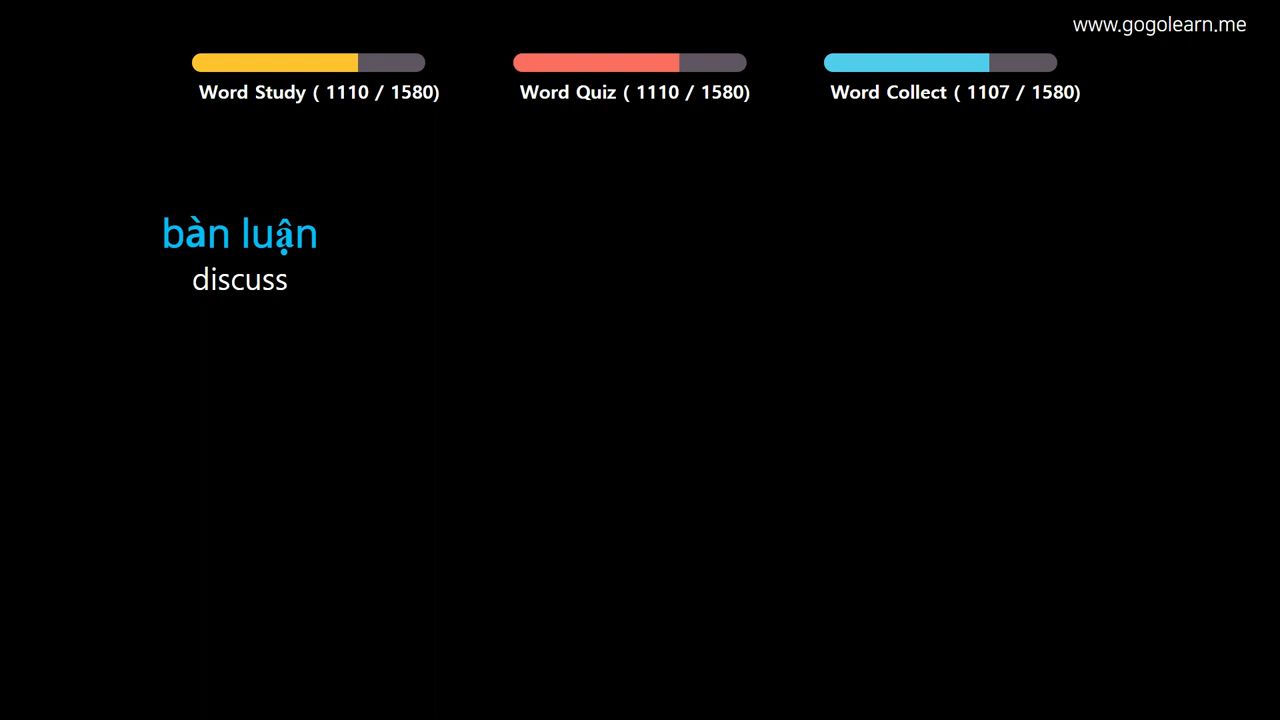 www.gogolearn.me
Word Study ( 1110 / 1580)
Word Quiz ( 1110 / 1580)
Word Collect ( 1107 / 1580)
bàn luận
discuss